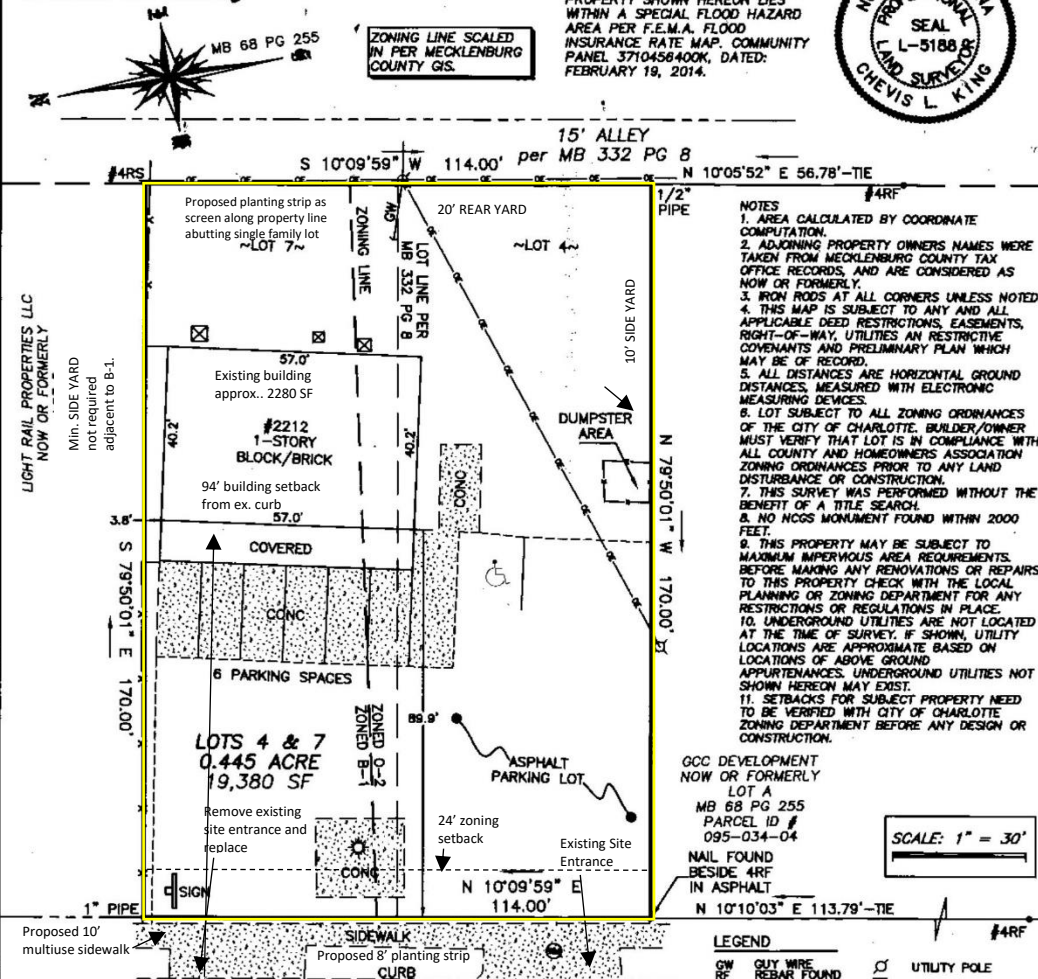 MB 68 PG 255
ZONING LINE SCALED
IN PER MECKLENBURG
COUNTY GIS.
PROPERTY SHOWN HEREON LIES
WITHIN A SPECIAL FLOOD HAZARD
AREA PER F.E.M.A. FLOOD
INSURANCE RATE MAP. COMMUNITY
PANEL 3710456400K, DATED:
FEBRUARY 19, 2014.
SEAL
L-5188
LAND SURVEYOR
CHEVIS L. KING
15' ALLEY
per MB 332 PG 8
#4RS
S 10°09'59" W 114.00'
N 10°05'52" E 56.78'-TIE
#4RF
1/2"
PIPE
Proposed planting strip as
screen along property line
abutting single family lot
~LOT 7~
ZONING LINE
GW
LOT LINE PER
MB 332 PG 8
20' REAR YARD
~LOT 4~
10' SIDE YARD
LIGHT RAIL PROPERTIES LLC
NOW OR FORMERLY
Min. SIDE YARD
not required
adjacent to B-1.
57.0'
Existing building
approx.. 2280 SF
#2212
1-STORY
BLOCK/BRICK
40.2'
40.2'
94' building setback
from ex. curb
57.0'
3.8'
COVERED
CONC
CONC
6 PARKING SPACES
S 79°50'01" E 170.00'
DUMPSTER
AREA
N 79°50'01" W 170.00'
89.9'
ZONED O-2
ZONED B-1
LOTS 4 & 7
0.445 ACRE
19,380 SF
ASPHALT
PARKING LOT
Remove existing
site entrance and
replace
24' zoning
setback
Existing Site
Entrance
CONC
SIGN
N 10°09'59" E
114.00'
1" PIPE
Proposed 10'
multiuse sidewalk
SIDEWALK
Proposed 8' planting strip
CURB
NOTES
1. AREA CALCULATED BY COORDINATE
COMPUTATION.
2. ADJOINING PROPERTY OWNERS NAMES WERE
TAKEN FROM MECKLENBURG COUNTY TAX
OFFICE RECORDS, AND ARE CONSIDERED AS
NOW OR FORMERLY.
3. IRON RODS AT ALL CORNERS UNLESS NOTED
4. THIS MAP IS SUBJECT TO ANY AND ALL
APPLICABLE DEED RESTRICTIONS, EASEMENTS,
RIGHT-OF-WAY, UTILITIES AN RESTRICTIVE
COVENANTS AND PRELIMINARY PLAN WHICH
MAY BE OF RECORD.
5. ALL DISTANCES ARE HORIZONTAL GROUND
DISTANCES, MEASURED WITH ELECTRONIC
MEASURING DEVICES.
6. LOT SUBJECT TO ALL ZONING ORDINANCES
OF THE CITY OF CHARLOTTE. BUILDER/OWNER
MUST VERIFY THAT LOT IS IN COMPLIANCE WITH
ALL COUNTY AND HOMEOWNERS ASSOCIATION
ZONING ORDINANCES PRIOR TO ANY LAND
DISTURBANCE OR CONSTRUCTION.
7. THIS SURVEY WAS PERFORMED WITHOUT THE
BENEFIT OF A TITLE SEARCH.
8. NO NCGS MONUMENT FOUND WITHIN 2000
FEET.
9. THIS PROPERTY MAY BE SUBJECT TO
MAXIMUM IMPERVIOUS AREA REQUIREMENTS.
BEFORE MAKING ANY RENOVATIONS OR REPAIRS
TO THIS PROPERTY CHECK WITH THE LOCAL
PLANNING OR ZONING DEPARTMENT FOR ANY
RESTRICTIONS OR REGULATIONS IN PLACE.
10. UNDERGROUND UTILITIES ARE NOT LOCATED
AT THE TIME OF SURVEY. IF SHOWN, UTILITY
LOCATIONS ARE APPROXIMATE BASED ON
LOCATIONS OF ABOVE GROUND
APPURTENANCES. UNDERGROUND UTILITIES NOT
SHOWN HEREON MAY EXIST.
11. SETBACKS FOR SUBJECT PROPERTY NEED
TO BE VERIFIED WITH CITY OF CHARLOTTE
ZONING DEPARTMENT BEFORE ANY DESIGN OR
CONSTRUCTION.
GCC DEVELOPMENT
NOW OR FORMERLY
LOT A
MB 68 PG 255
PARCEL ID #
095-034-04
SCALE: 1" = 30'
NAIL FOUND
BESIDE 4RF
IN ASPHALT
N 10°10'03" E 113.79'-TIE
#4RF
LEGEND
GW GUY WIRE
RF REBAR FOUND
UTILITY POLE